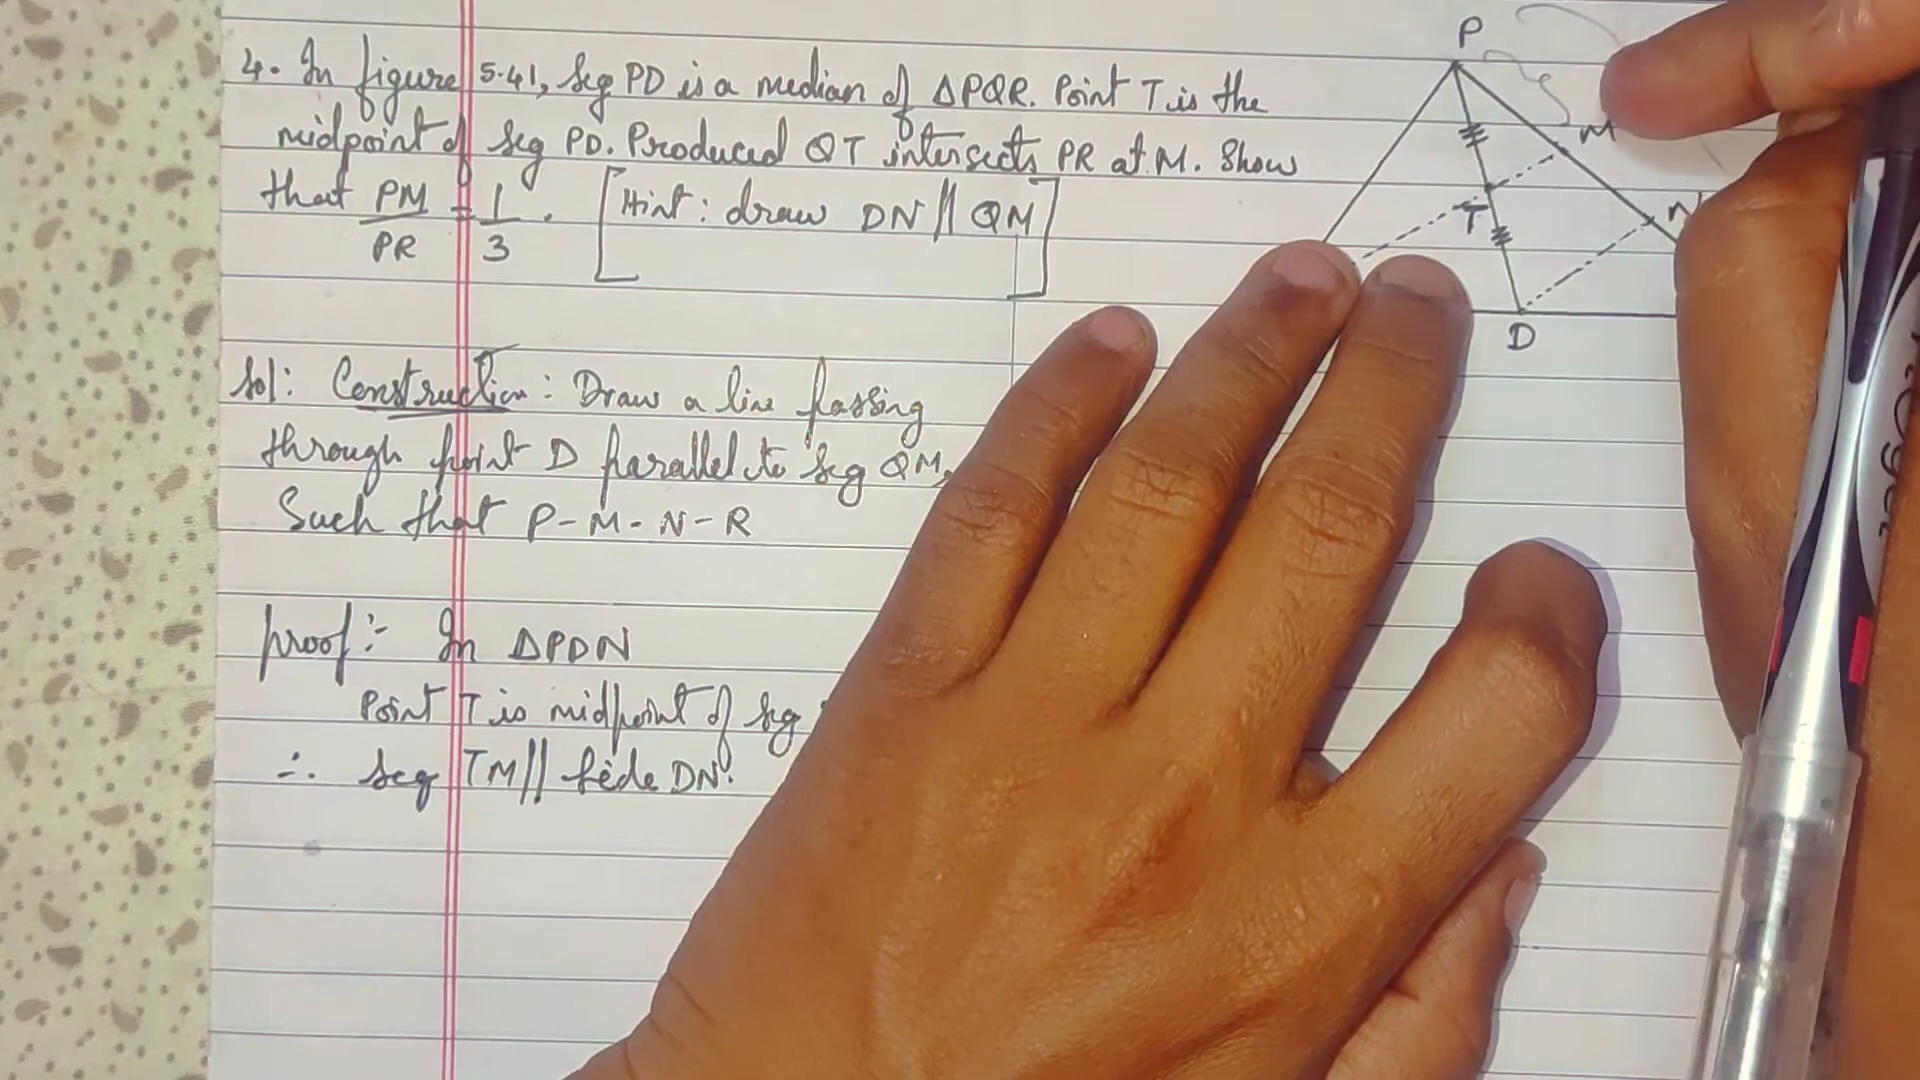 4. In figure 5.41, seg PD is a median of ΔPQR. Point T is the
midpoint of seg PD. Produced QT intersects PR at M. Show
that PM/PR = 1/3. [Hint: draw DN || QM]
P
M
T
N
D
Sol: Construction: Draw a line passing
through point D parallel to seg QM,
Such that P-M-N-R
proof:- In ΔPDN
Point T is midpoint of seg
∴ seg TM || side DN.